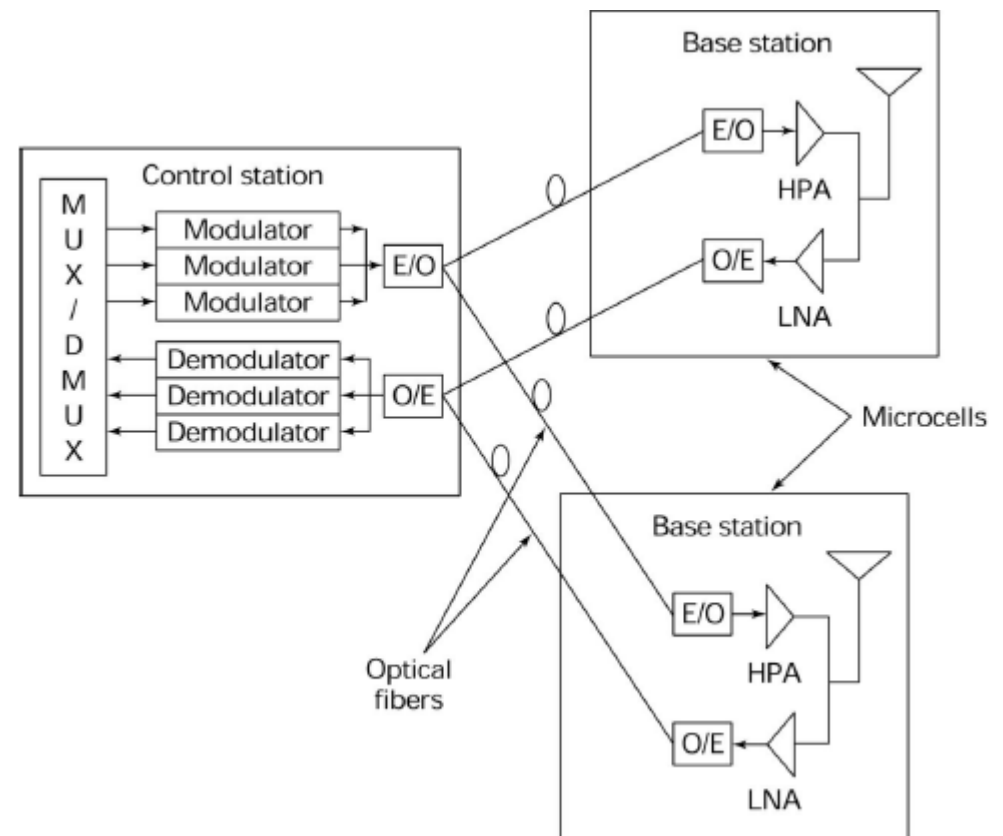 Base station
E/O
HPA
O/E
LNA
Control station
M
U
X
/
D
M
U
X
Modulator
Modulator
Modulator
E/O
Demodulator
Demodulator
Demodulator
O/E
Microcells
Optical
fibers
Base station
E/O
HPA
O/E
LNA